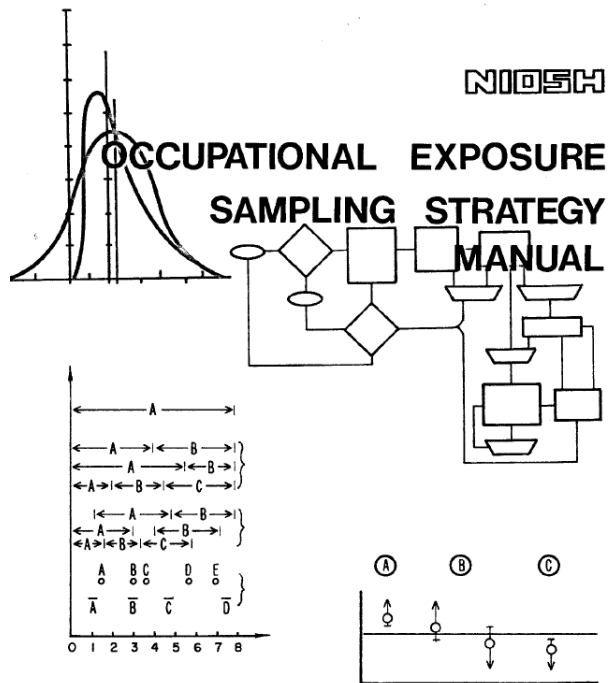 NIOSH
OCCUPATIONAL EXPOSURE
SAMPLING STRATEGY
MANUAL
A
A B
A B
A B C
A B
A B
A B C
A B C D E
A B C D
0 1 2 3 4 5 6 7 8
A B C